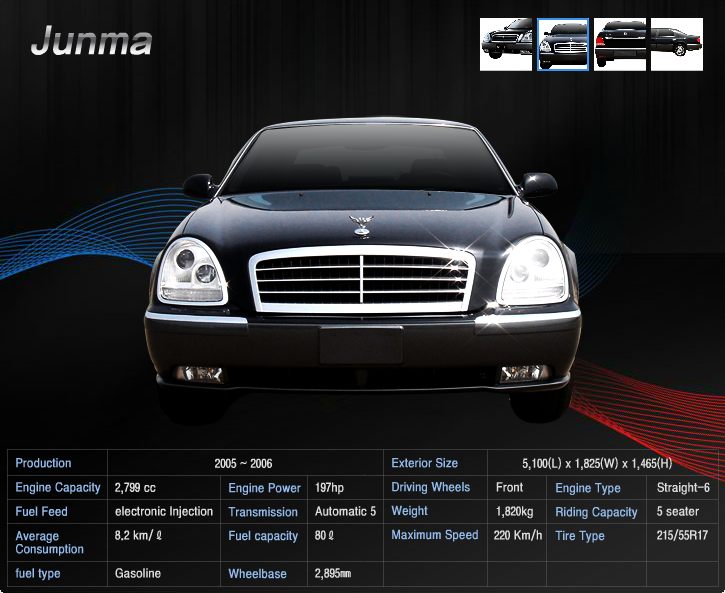 Junma
Production 2005 ~ 2006 Exterior Size 5,100(L) x 1,825(W) x 1,465(H)
Engine Capacity 2,799 cc Engine Power 197hp Driving Wheels Front Engine Type Straight-6
Fuel Feed electronic Injection Transmission Automatic 5 Weight 1,820kg Riding Capacity 5 seater
Average
Consumption 8,2 km/ℓ Fuel capacity 80ℓ Maximum Speed 220 Km/h Tire Type 215/55R17
fuel type Gasoline Wheelbase 2,895㎜